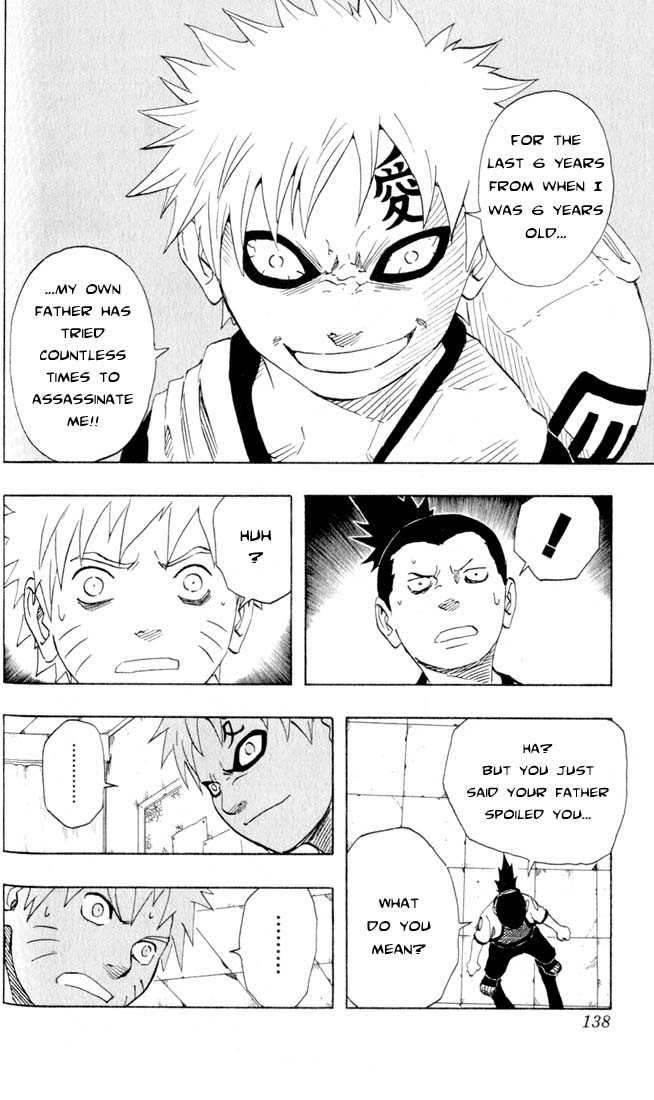 FOR THE
LAST 6 YEARS
FROM WHEN I
WAS 6 YEARS
OLD...
愛
...MY OWN
FATHER HAS
TRIED
COUNTLESS
TIMES TO
ASSASSINATE
ME!!
!
HUH
?
HA?
BUT YOU JUST
SAID YOUR FATHER
SPOILED YOU...
WHAT
DO YOU
MEAN?
........
........
138